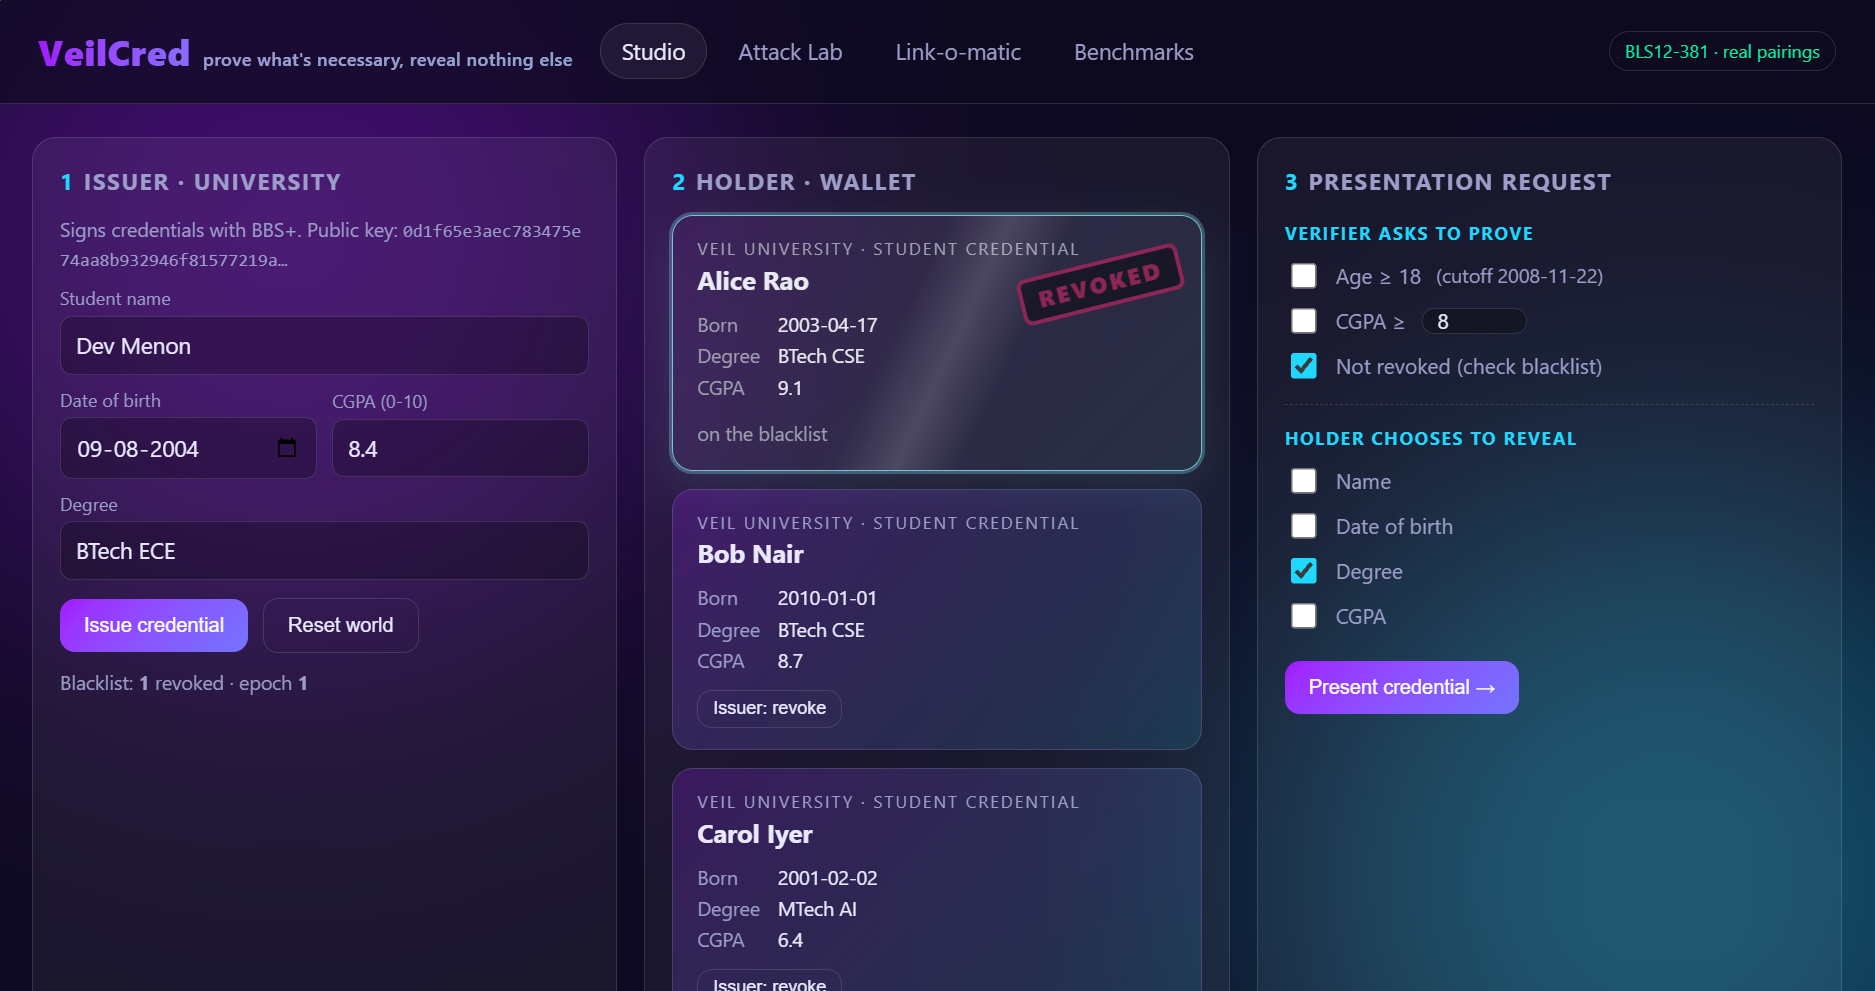 VeilCred prove what's necessary, reveal nothing else
Studio
Attack Lab
Link-o-matic
Benchmarks
BLS12-381 · real pairings
1 ISSUER · UNIVERSITY
Signs credentials with BBS+. Public key: 0d1f65e3aec783475e
74aa8b932946f81577219a…
Student name
Dev Menon
Date of birth
CGPA (0-10)
09-08-2004
8.4
Degree
BTech ECE
Issue credential
Reset world
Blacklist: 1 revoked · epoch 1
2 HOLDER · WALLET
VEIL UNIVERSITY · STUDENT CREDENTIAL
Alice Rao
REVOKED
Born 2003-04-17
Degree BTech CSE
CGPA 9.1
on the blacklist
VEIL UNIVERSITY · STUDENT CREDENTIAL
Bob Nair
Born 2010-01-01
Degree BTech CSE
CGPA 8.7
Issuer: revoke
VEIL UNIVERSITY · STUDENT CREDENTIAL
Carol Iyer
Born 2001-02-02
Degree MTech AI
CGPA 6.4
Issuer: revoke
3 PRESENTATION REQUEST
VERIFIER ASKS TO PROVE
Age ≥ 18 (cutoff 2008-11-22)
CGPA ≥ 8
Not revoked (check blacklist)
HOLDER CHOOSES TO REVEAL
Name
Date of birth
Degree
CGPA
Present credential →